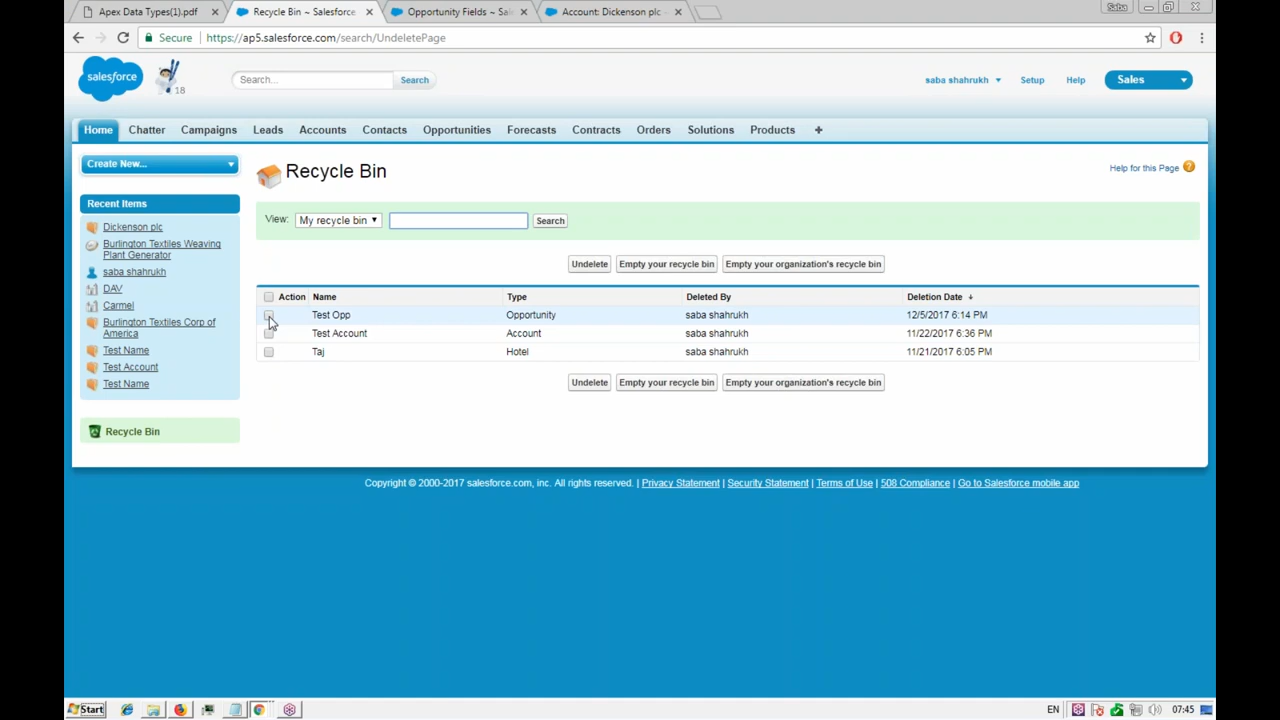 Apex Data Types(1).pdf
Recycle Bin ~ Salesforce
Opportunity Fields ~ Sale
Account: Dickenson plc ~
Saba
Secure
https://ap5.salesforce.com/search/UndeletePage
salesforce
18
Search...
Search
saba shahrukh
Setup
Help
Sales
Home
Chatter
Campaigns
Leads
Accounts
Contacts
Opportunities
Forecasts
Contracts
Orders
Solutions
Products
+
Create New...
Recent Items
Dickenson plc
Burlington Textiles Weaving
Plant Generator
saba shahrukh
DAV
Carmel
Burlington Textiles Corp of
America
Test Name
Test Account
Test Name
Recycle Bin
Recycle Bin
Help for this Page ?
View: My recycle bin
Search
Undelete Empty your recycle bin Empty your organization's recycle bin
Action Name Type Deleted By Deletion Date
Test Opp Opportunity saba shahrukh 12/5/2017 6:14 PM
Test Account Account saba shahrukh 11/22/2017 6:36 PM
Taj Hotel saba shahrukh 11/21/2017 6:05 PM
Undelete Empty your recycle bin Empty your organization's recycle bin
Copyright © 2000-2017 salesforce.com, inc. All rights reserved. | Privacy Statement | Security Statement | Terms of Use | 508 Compliance | Go to Salesforce mobile app
Start
EN
07:45